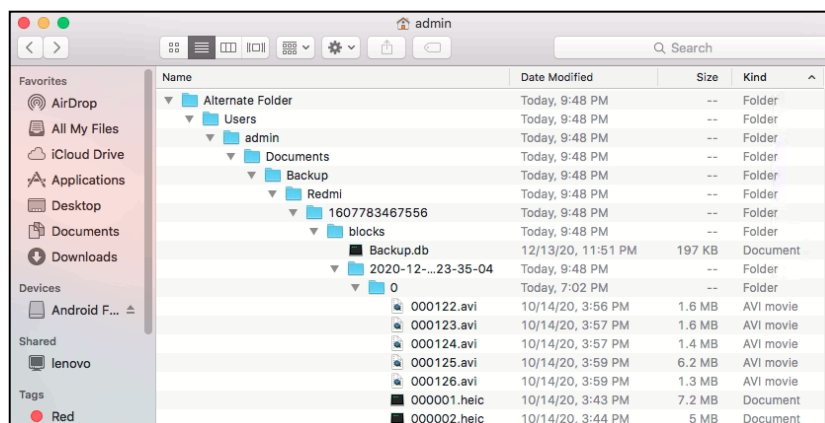 admin
Search
Favorites
AirDrop
All My Files
iCloud Drive
Applications
Desktop
Documents
Downloads
Devices
Android F...
Shared
lenovo
Tags
Red
Name Date Modified Size Kind
Alternate Folder Today, 9:48 PM -- Folder
Users Today, 9:48 PM -- Folder
admin Today, 9:48 PM -- Folder
Documents Today, 9:48 PM -- Folder
Backup Today, 9:48 PM -- Folder
Redmi Today, 9:48 PM -- Folder
1607783467556 Today, 9:48 PM -- Folder
blocks Today, 9:48 PM -- Folder
Backup.db 12/13/20, 11:51 PM 197 KB Document
2020-12-...23-35-04 Today, 9:48 PM -- Folder
0 Today, 7:02 PM -- Folder
000122.avi 10/14/20, 3:56 PM 1.6 MB AVI movie
000123.avi 10/14/20, 3:57 PM 1.6 MB AVI movie
000124.avi 10/14/20, 3:57 PM 1.4 MB AVI movie
000125.avi 10/14/20, 3:59 PM 6.2 MB AVI movie
000126.avi 10/14/20, 3:59 PM 1.3 MB AVI movie
000001.heic 10/14/20, 3:43 PM 7.2 MB Document
000002.heic 10/14/20, 3:44 PM 5 MB Document